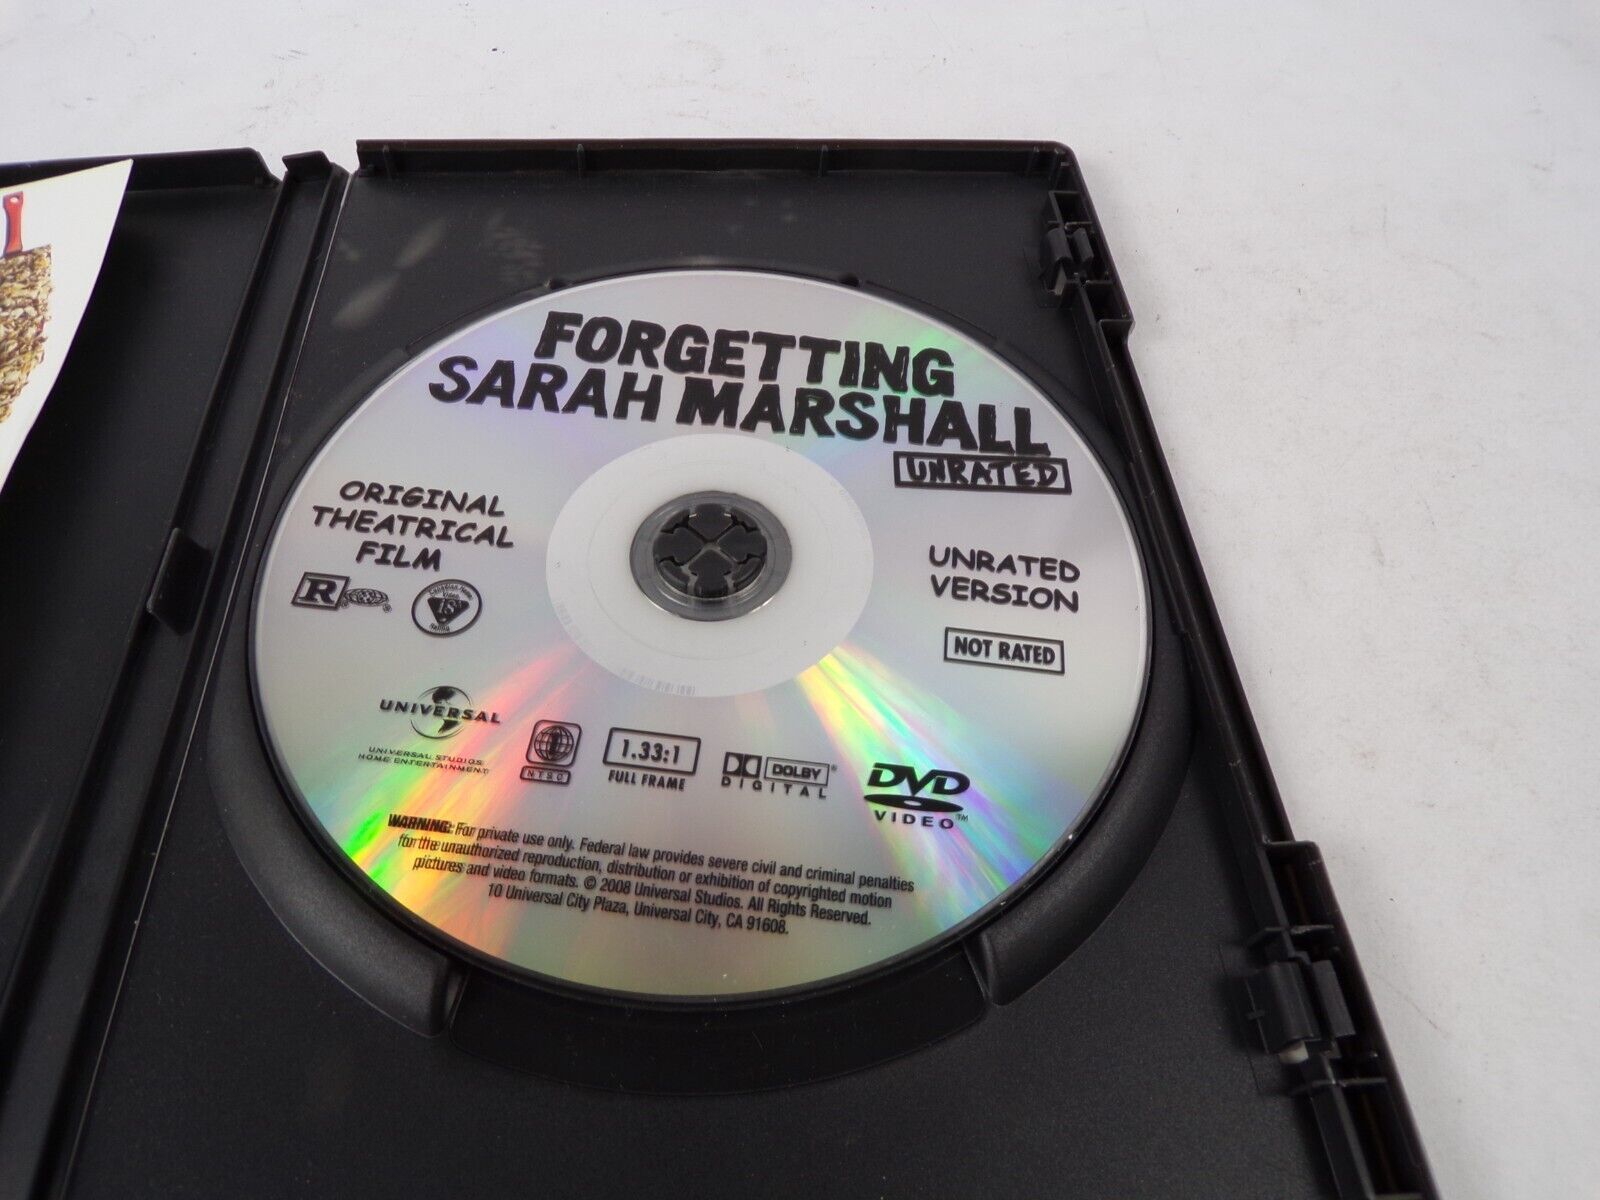 FORGETTING
SARAH MARSHALL
UNRATED
ORIGINAL
THEATRICAL
FILM
R
18
UNRATED
VERSION
NOT RATED
UNIVERSAL
UNIVERSAL STUDIOS
HOME ENTERTAINMENT
1
NTSC
1.33:1
FULL FRAME
DOLBY
DIGITAL
DVD
VIDEO™
WARNING: For private use only. Federal law provides severe civil and criminal penalties
for the unauthorized reproduction, distribution or exhibition of copyrighted motion
pictures and video formats. © 2008 Universal Studios. All Rights Reserved.
10 Universal City Plaza, Universal City, CA 91608.